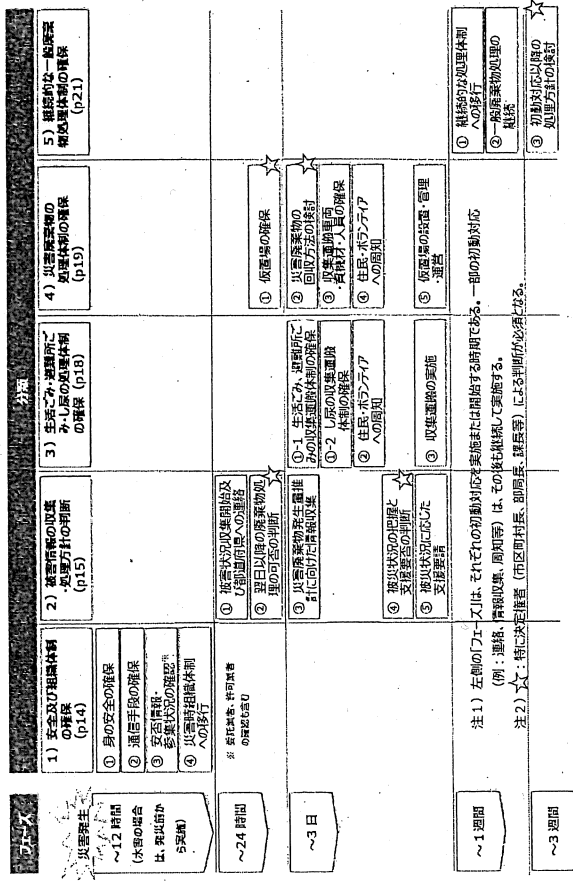 フェーズ
分類
1）安全及び組織体制
の確保
(p14)
2）被害情報の収集
・処理方針の判断
(p15)
3）生活ごみ・避難所ご
み・し尿の処理体制
の確保 (p18)
4）災害廃棄物の
処理体制の確保
(p19)
5）継続的な一般廃棄
物処理体制の確保
(p21)
災害発生
～12時間
(水害の場合
は、発災前か
ら実施)
① 身の安全の確保
② 通信手段の確保
③ 安否情報・
参集状況の確認※
④ 災害時組織体制
への移行
～24時間
※ 委託業者、許可業者
の確認も含む
① 被害状況収集開始及
び都道府県への連絡
② 翌日以降の廃棄物処
理の可否の判断
① 仮置場の確保
～3日
③ 災害廃棄物発生量推
計に向けた情報収集
④ 被災状況の把握と
支援要否の判断
⑤ 被災状況に応じた
支援要請
①-1 生活ごみ、避難所ご
みの収集運搬体制の確保
①-2 し尿の収集運搬
体制の確保
② 住民・ボランティア
への周知
③ 収集運搬の実施
② 災害廃棄物の
回収方法の検討
③ 収集運搬車両
・資機材・人員の確保
④ 住民・ボランティア
への周知
⑤ 仮置場の設置・管理
・運営
～1週間
① 継続的な処理体制
への移行
②一般廃棄物処理の
継続
～3週間
③ 初動対応以降の
処理方針の検討
注1）左側の「フェーズ」は、それぞれの初動対応を実施または開始する時期である。一部の初動対応
（例：連絡、情報収集、周知等）は、その後も継続して実施する。
注2）☆：特に決定権者（市区町村長、部局長、課長等）による判断が必須となる。